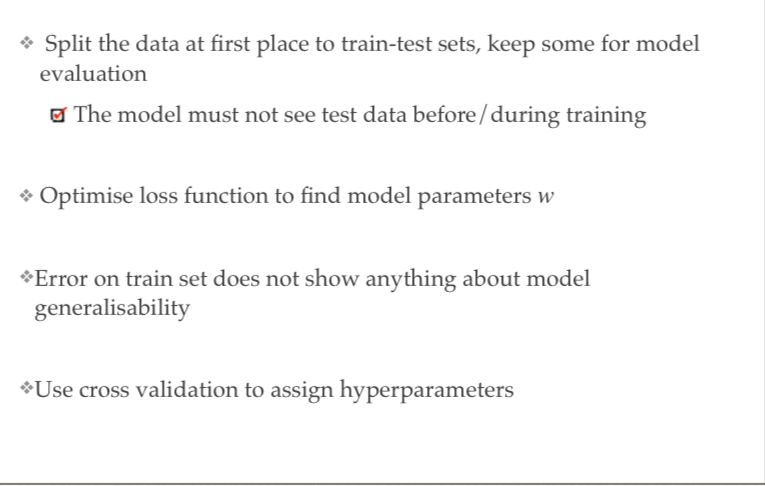 ❖ Split the data at first place to train-test sets, keep some for model
evaluation
☑ The model must not see test data before/during training
❖ Optimise loss function to find model parameters w
❖Error on train set does not show anything about model
generalisability
❖Use cross validation to assign hyperparameters